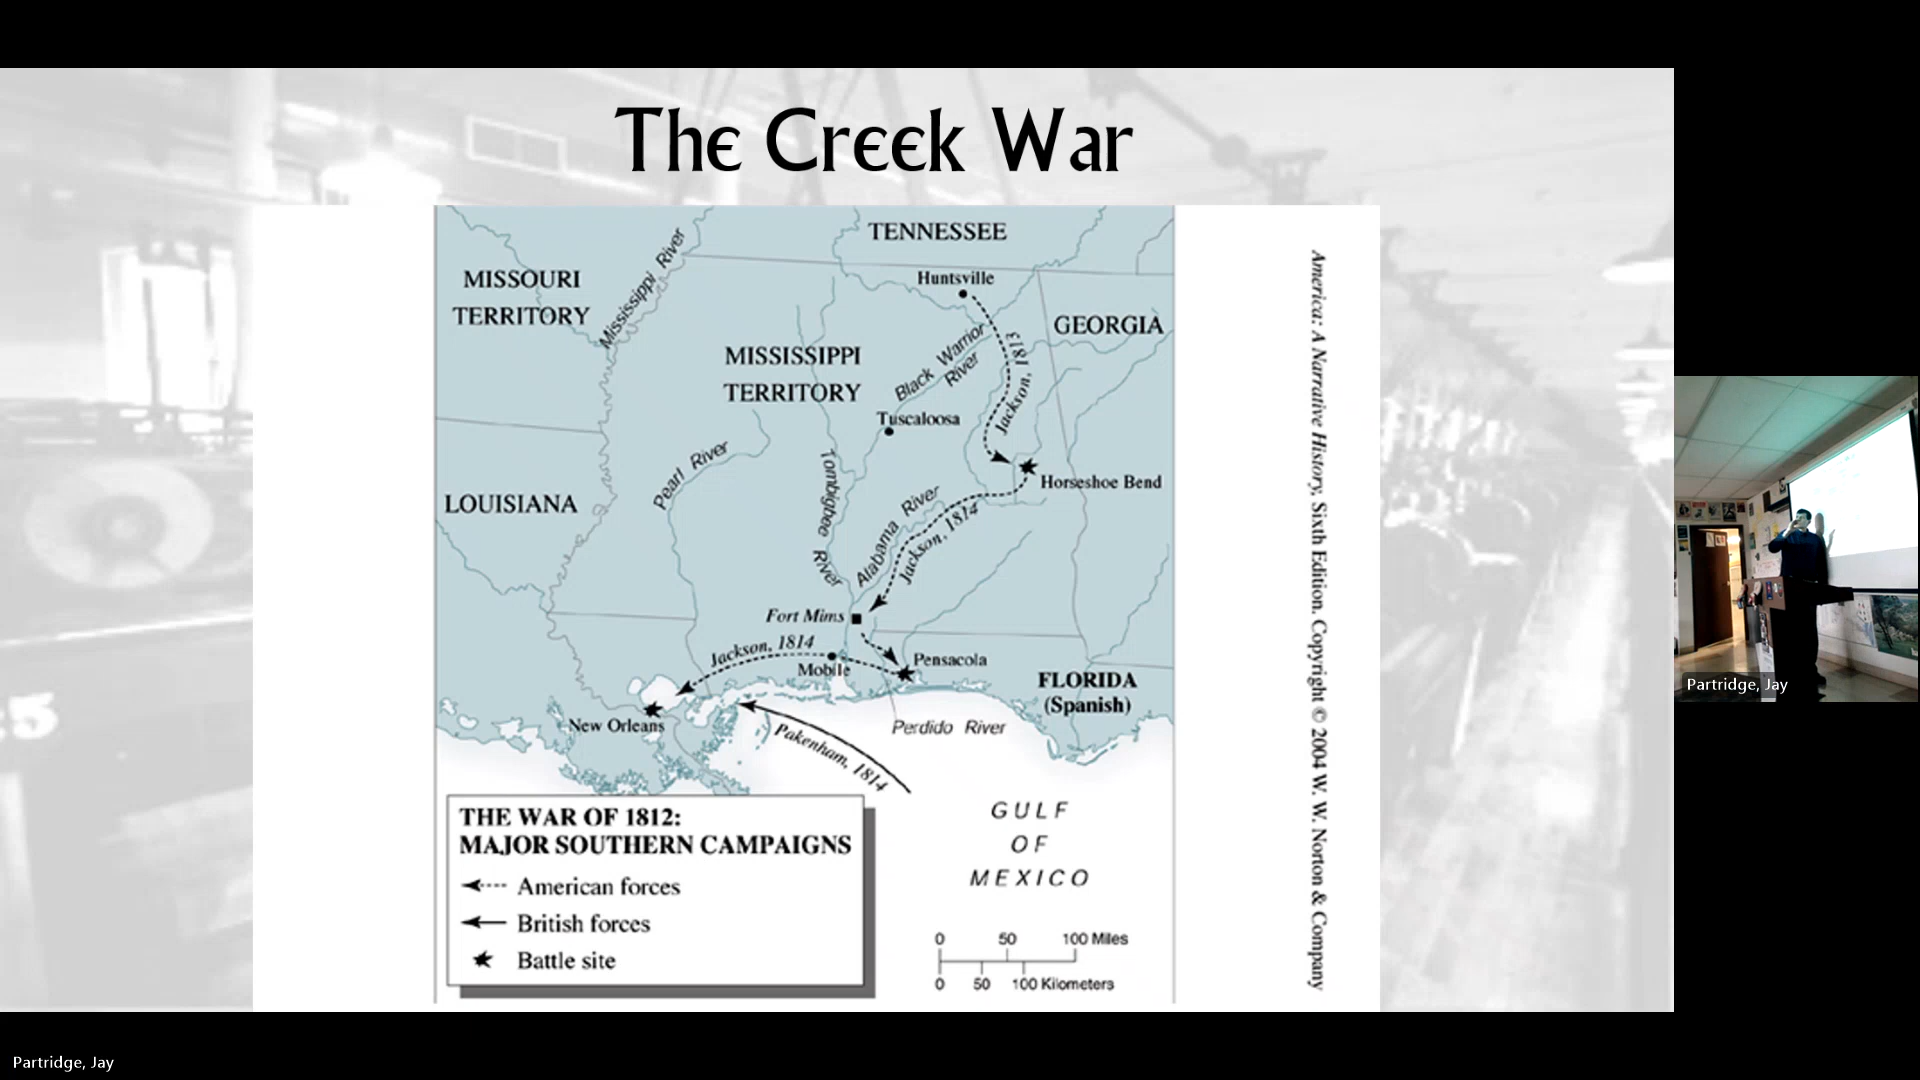 The Creek War
TENNESSEE
MISSOURI
TERRITORY
Mississippi River
Huntsville
GEORGIA
Jackson, 1813
MISSISSIPPI
TERRITORY
Black Warrior
River
Tuscaloosa
Pearl River
Tombigbee River
Horseshoe Bend
LOUISIANA
Alabama River
Jackson, 1814
Fort Mims
Jackson, 1814
Mobile
Pensacola
FLORIDA
(Spanish)
New Orleans
Perdido River
Pakenham, 1814
GULF
OF
MEXICO
THE WAR OF 1812:
MAJOR SOUTHERN CAMPAIGNS
American forces
British forces
Battle site
0 50 100 Miles
0 50 100 Kilometers
America: A Narrative History, Sixth Edition. Copyright © 2004 W. W. Norton & Company
Partridge, Jay
Partridge, Jay